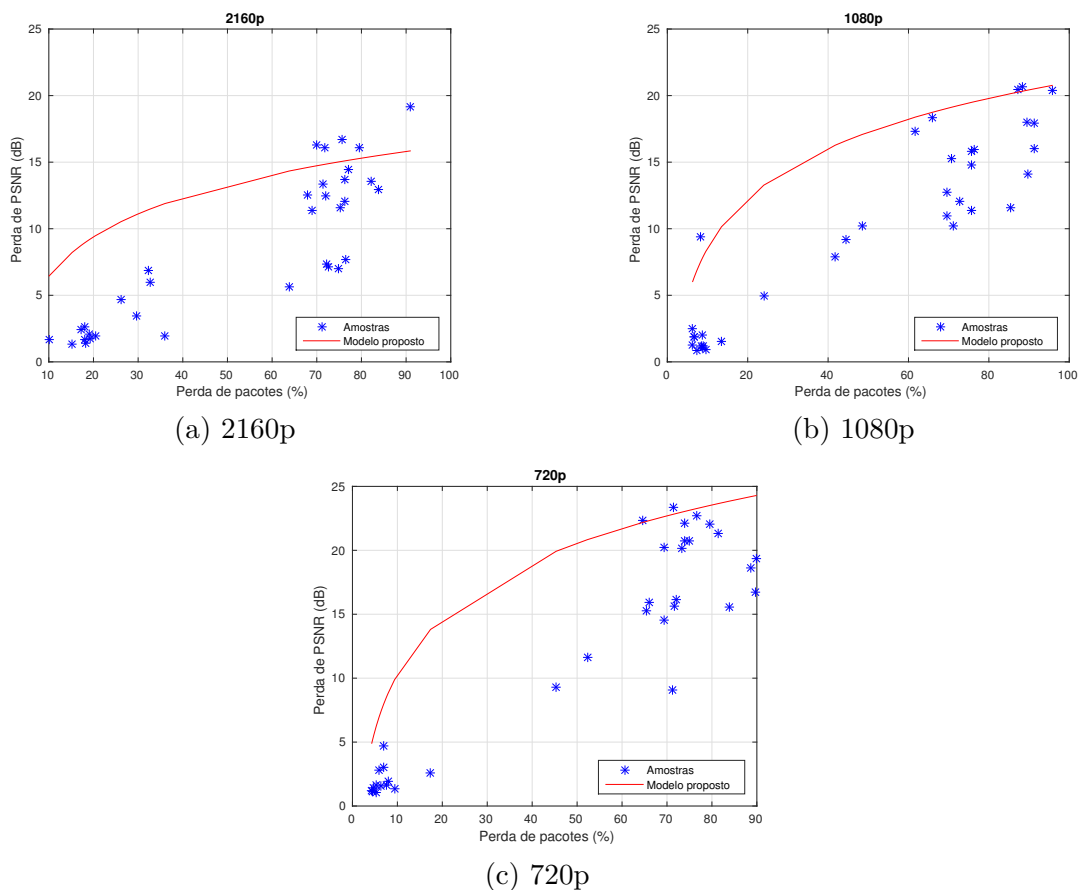 2160p
25
20
15
10
5
0
Perda de PSNR (dB)
Amostras
Modelo proposto
10 20 30 40 50 60 70 80 90 100
Perda de pacotes (%)
(a) 2160p
1080p
25
20
15
10
5
0
Perda de PSNR (dB)
Amostras
Modelo proposto
0 20 40 60 80 100
Perda de pacotes (%)
(b) 1080p
720p
25
20
15
10
5
0
Perda de PSNR (dB)
Amostras
Modelo proposto
0 10 20 30 40 50 60 70 80 90
Perda de pacotes (%)
(c) 720p